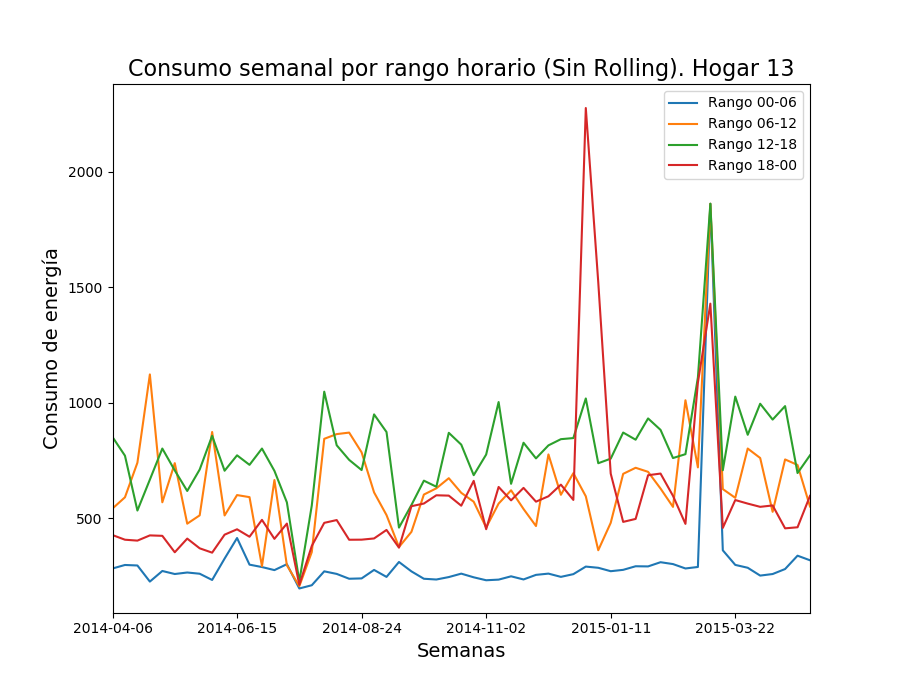 Consumo semanal por rango horario (Sin Rolling). Hogar 13
Rango 00-06
Rango 06-12
Rango 12-18
Rango 18-00
2000
1500
1000
500
Consumo de energía
2014-04-06 2014-06-15 2014-08-24 2014-11-02 2015-01-11 2015-03-22
Semanas